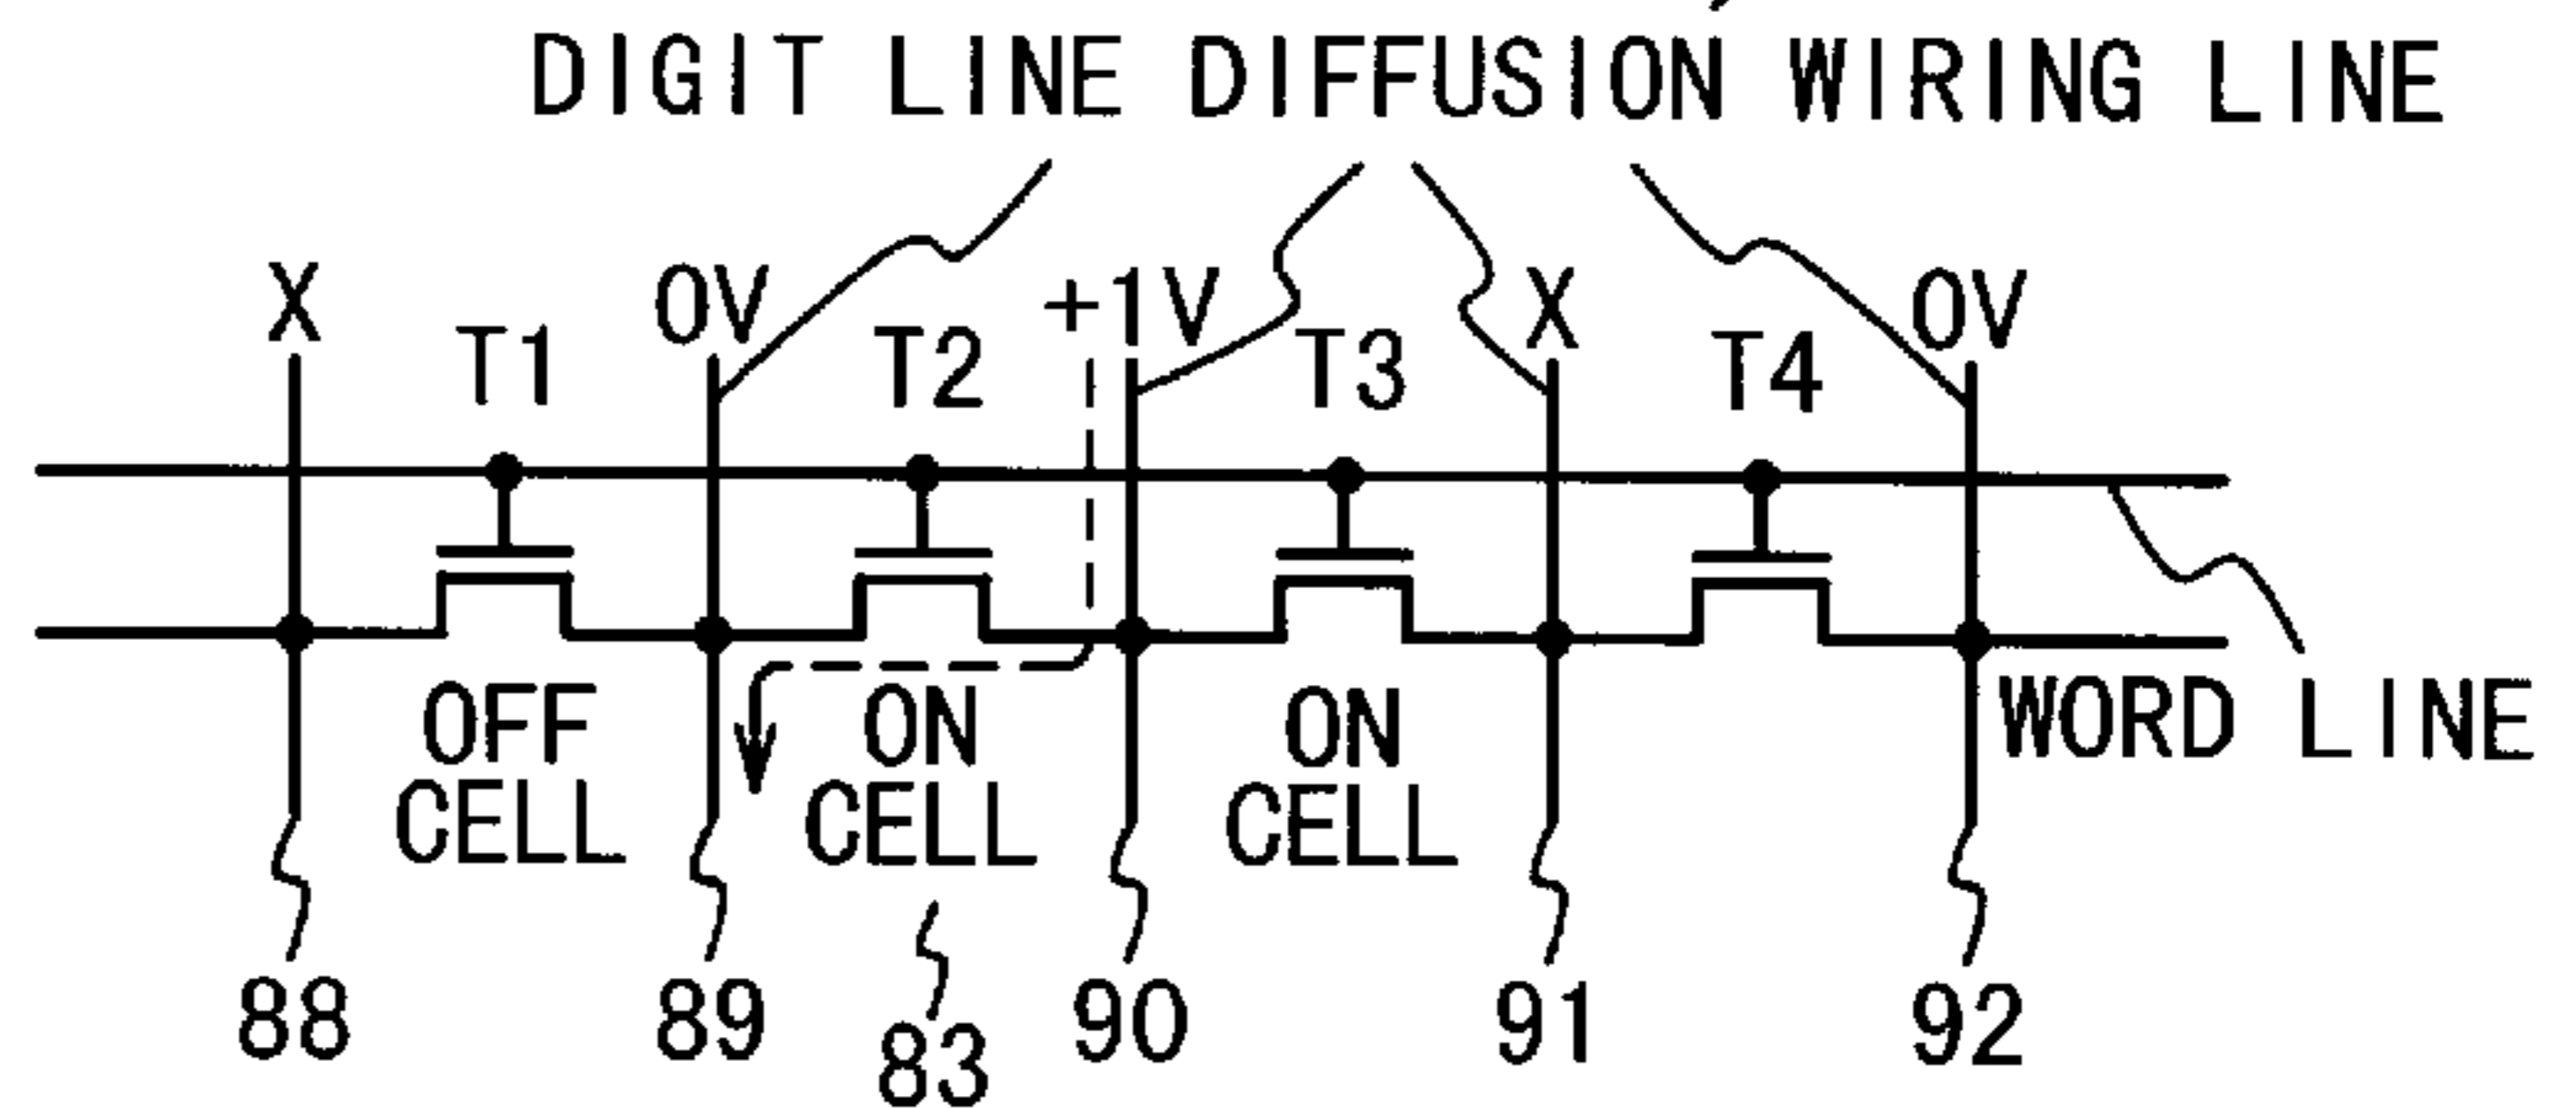 DIGIT LINE DIFFUSION WIRING LINE
X T1 0V T2 +1V T3 X T4 0V
OFF CELL
ON CELL
ON CELL
WORD LINE
88 89 83 90 91 92